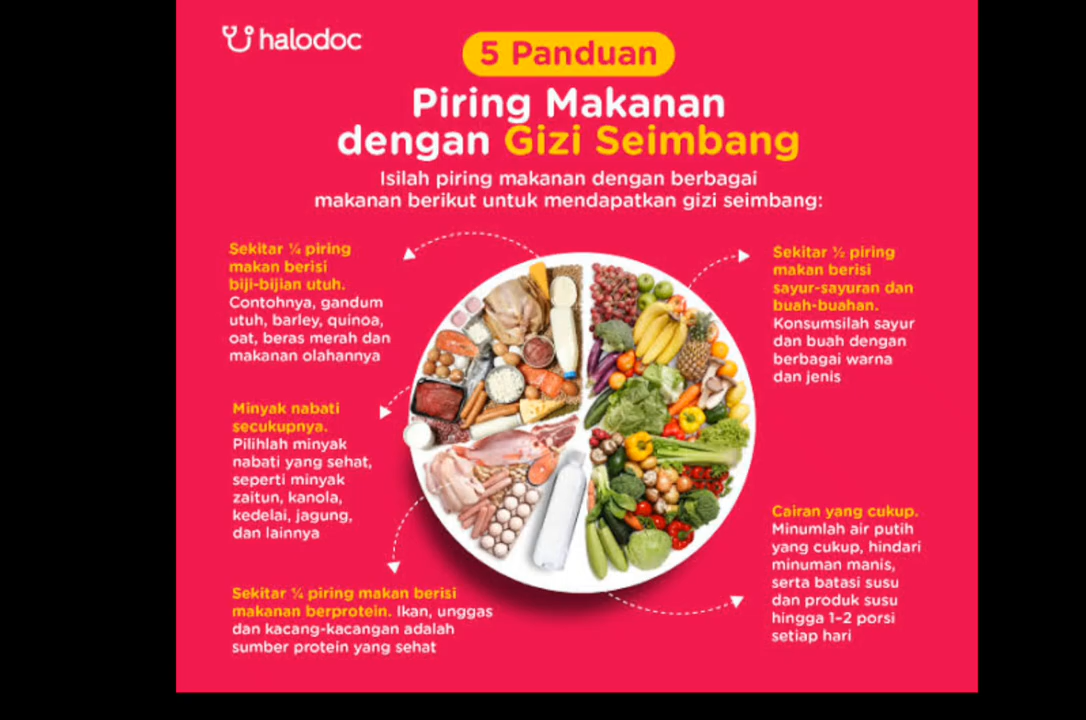 halodoc
5 Panduan
Piring Makanan
dengan Gizi Seimbang
Isilah piring makanan dengan berbagai
makanan berikut untuk mendapatkan gizi seimbang:
Sekitar ¼ piring
makan berisi
biji-bijian utuh.
Contohnya, gandum
utuh, barley, quinoa,
oat, beras merah dan
makanan olahannya
Minyak nabati
secukupnya.
Pilihlah minyak
nabati yang sehat,
seperti minyak
zaitun, kanola,
kedelai, jagung,
dan lainnya
Sekitar ¼ piring makan berisi
makanan berprotein. Ikan, unggas
dan kacang-kacangan adalah
sumber protein yang sehat
Sekitar ½ piring
makan berisi
sayur-sayuran dan
buah-buahan.
Konsumsilah sayur
dan buah dengan
berbagai warna
dan jenis
Cairan yang cukup.
Minumlah air putih
yang cukup, hindari
minuman manis,
serta batasi susu
dan produk susu
hingga 1-2 porsi
setiap hari